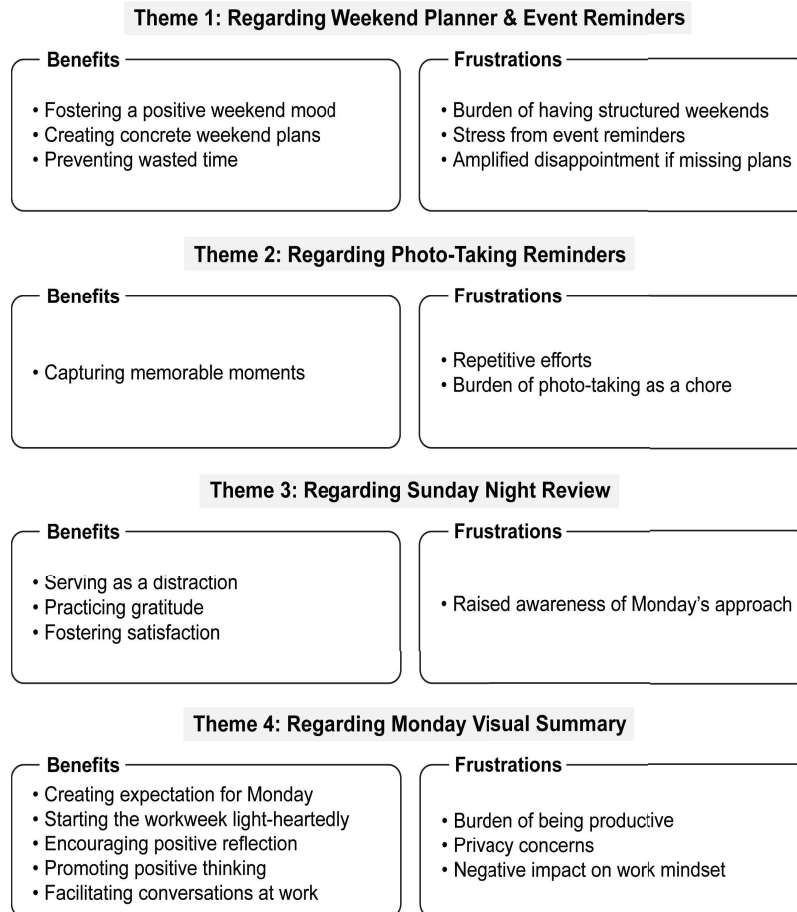 Theme 1: Regarding Weekend Planner & Event Reminders
Benefits
• Fostering a positive weekend mood
• Creating concrete weekend plans
• Preventing wasted time
Frustrations
• Burden of having structured weekends
• Stress from event reminders
• Amplified disappointment if missing plans
Theme 2: Regarding Photo-Taking Reminders
Benefits
• Capturing memorable moments
Frustrations
• Repetitive efforts
• Burden of photo-taking as a chore
Theme 3: Regarding Sunday Night Review
Benefits
• Serving as a distraction
• Practicing gratitude
• Fostering satisfaction
Frustrations
• Raised awareness of Monday's approach
Theme 4: Regarding Monday Visual Summary
Benefits
• Creating expectation for Monday
• Starting the workweek light-heartedly
• Encouraging positive reflection
• Promoting positive thinking
• Facilitating conversations at work
Frustrations
• Burden of being productive
• Privacy concerns
• Negative impact on work mindset